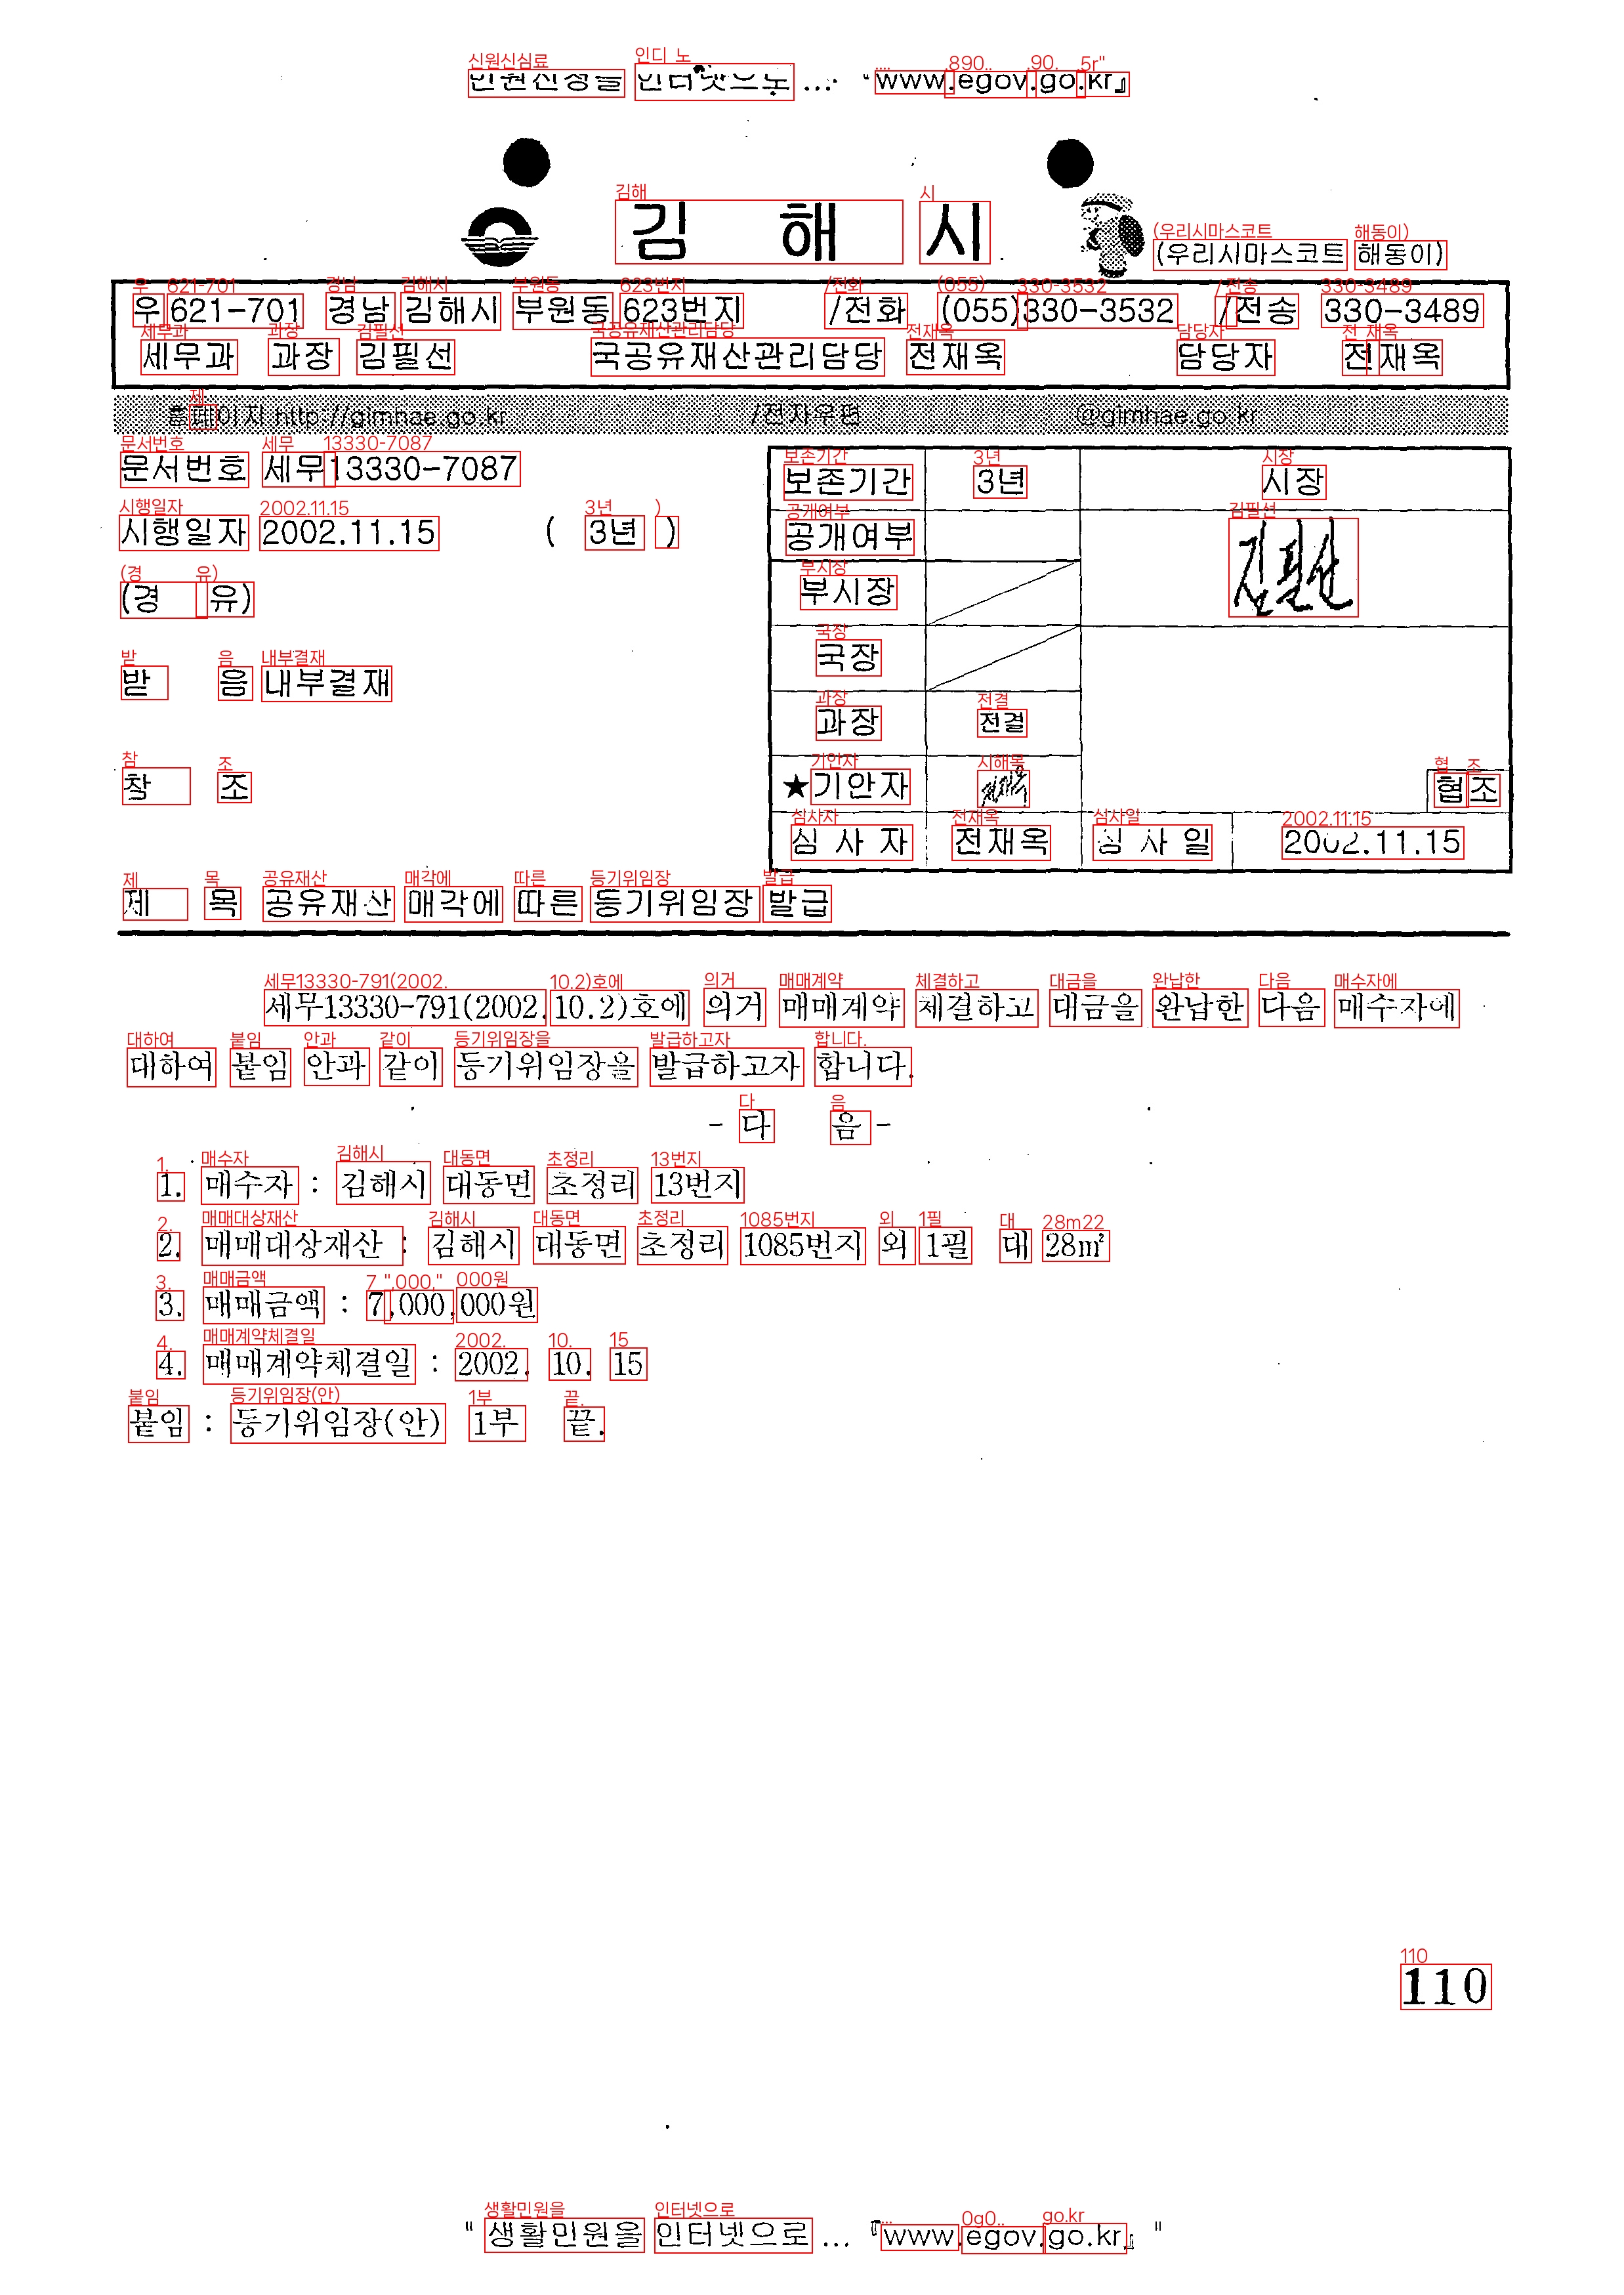 민원신청을 인터넷으로 … "www.egov.go.kr』
김 해 시
(우리시마스코트 해동이)
우 621-701 경남 김해시 부원동 623번지 /전화 (055)330-3532 /전송 330-3489
세무과 과장 김필선 국공유재산관리담당 전재옥 담당자 전재옥
홈페이지 http://gimhae.go.kr /전자우편 @gimhae.go.kr
문서번호 세무13330-7087
시행일자 2002.11.15 ( 3년 )
(경 유)
받 음 내부결재
참 조
보존기간 3년 시장
공개여부 김필선
부시장
국장
과장 전결
★기안자 협조
심 사 자 전재옥 심 사 일 2002.11.15
제 목 공유재산 매각에 따른 등기위임장 발급
세무13330-791(2002.10.2)호에 의거 매매계약 체결하고 대금을 완납한 다음 매수자에
대하여 붙임 안과 같이 등기위임장을 발급하고자 합니다.
- 다 음 -
1. 매수자 : 김해시 대동면 초정리 13번지
2. 매매대상재산 : 김해시 대동면 초정리 1085번지 외 1필 대 28㎡
3. 매매금액 : 7,000,000원
4. 매매계약체결일 : 2002. 10. 15
붙임 : 등기위임장(안) 1부 끝.
110
"생활민원을 인터넷으로 … 『www.egov.go.kr』"